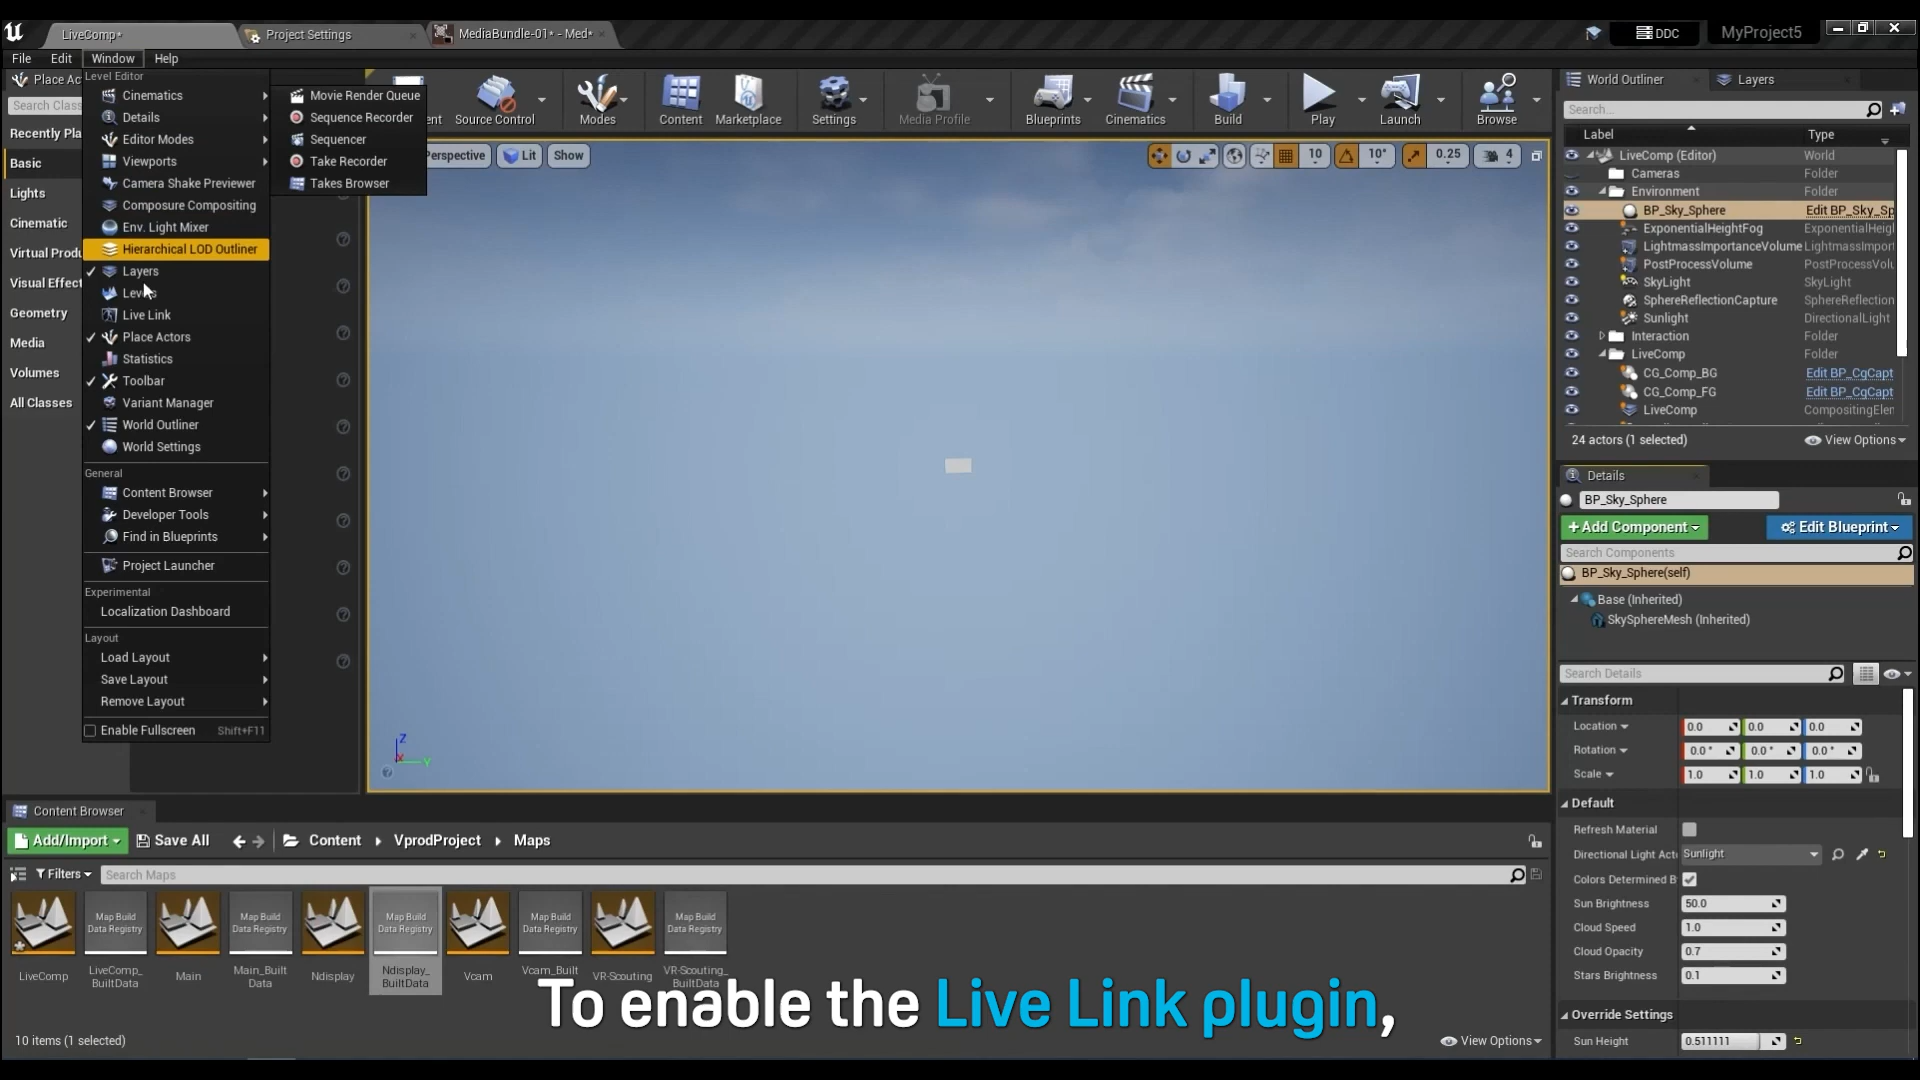 LiveComp*
Project Settings
MediaBundle-01* - Med*
DDC
MyProject5
File
Edit
Window
Help
Level Editor
Cinematics
Details
Editor Modes
Viewports
Camera Shake Previewer
Composure Compositing
Env. Light Mixer
Hierarchical LOD Outliner
Layers
Live Link
Place Actors
Statistics
Toolbar
Variant Manager
World Outliner
World Settings
General
Content Browser
Developer Tools
Find in Blueprints
Project Launcher
Experimental
Localization Dashboard
Layout
Load Layout
Save Layout
Remove Layout
Enable Fullscreen Shift+F11
Movie Render Queue
Sequence Recorder
Sequencer
Take Recorder
Takes Browser
Place Ac
Search Clas
Recently Pla
Basic
Lights
Cinematic
Virtual Produ
Visual Effect
Geometry
Media
Volumes
All Classes
ent
Source Control
Modes
Content
Marketplace
Settings
Media Profile
Blueprints
Cinematics
Build
Play
Launch
Browse
erspective
Lit
Show
10
10°
0.25
4
Z
Y
World Outliner
Layers
Search...
Label
Type
LiveComp (Editor) World
Cameras Folder
Environment Folder
BP_Sky_Sphere Edit BP_Sky_Sp
ExponentialHeightFog ExponentialHeigl
LightmassImportanceVolume LightmassImport
PostProcessVolume PostProcessVolu
SkyLight SkyLight
SphereReflectionCapture SphereReflection
Sunlight DirectionalLight
Interaction Folder
LiveComp Folder
CG_Comp_BG Edit BP_CgCapt
CG_Comp_FG Edit BP_CgCapt
LiveComp CompositingElen
24 actors (1 selected)
View Options
Details
BP_Sky_Sphere
+Add Component
Edit Blueprint
Search Components
BP_Sky_Sphere(self)
Base (Inherited)
SkySphereMesh (Inherited)
Search Details
Transform
Location 0.0 0.0 0.0
Rotation 0.0° 0.0° 0.0°
Scale 1.0 1.0 1.0
Default
Refresh Material
Directional Light Act Sunlight
Colors Determined B
Sun Brightness 50.0
Cloud Speed 1.0
Cloud Opacity 0.7
Stars Brightness 0.1
Override Settings
Sun Height 0.511111
Content Browser
Add/Import
Save All
Content
VprodProject
Maps
Filters
Search Maps
Map Build Data Registry
Map Build Data Registry
Map Build Data Registry
Map Build Data Registry
Map Build Data Registry
LiveComp
LiveComp_BuiltData
Main
Main_Built Data
Ndisplay
Ndisplay_BuiltData
Vcam
Vcam_Built Data
VR-Scouting
VR-Scouting_
To enable the Live Link plugin,
10 items (1 selected)
View Options